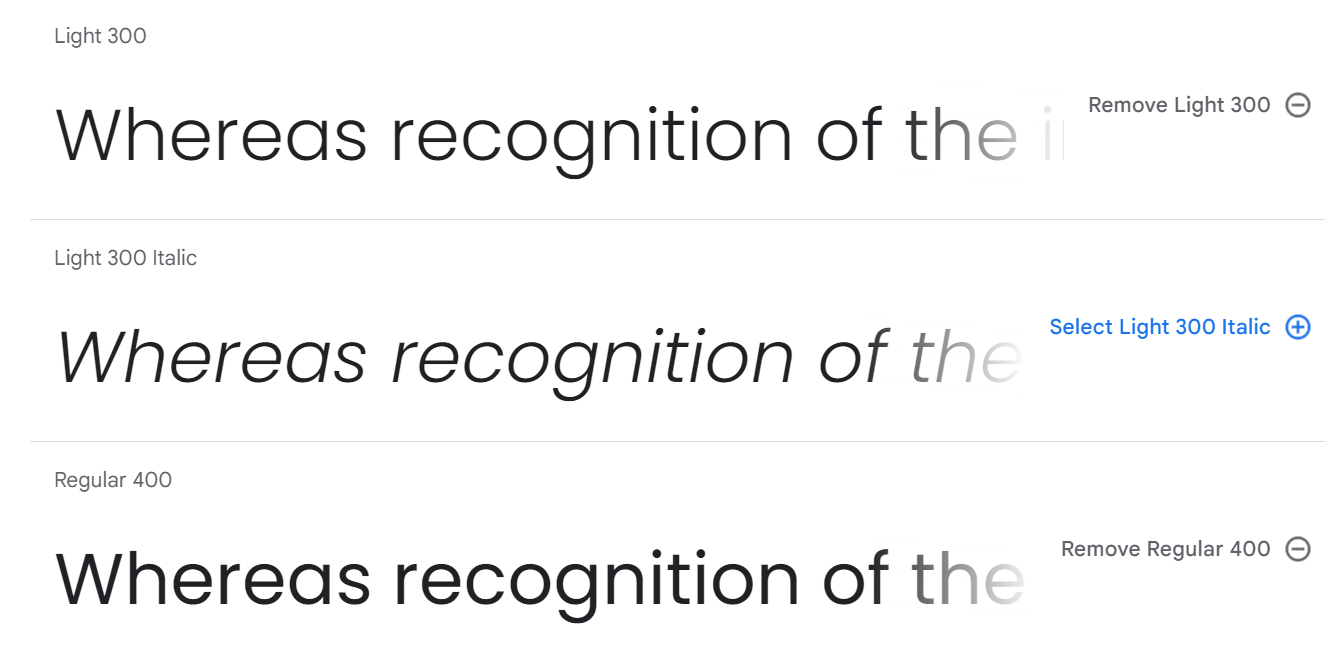 Light 300
Whereas recognition of the
Remove Light 300
Light 300 Italic
Whereas recognition of the
Select Light 300 Italic
Regular 400
Whereas recognition of the
Remove Regular 400